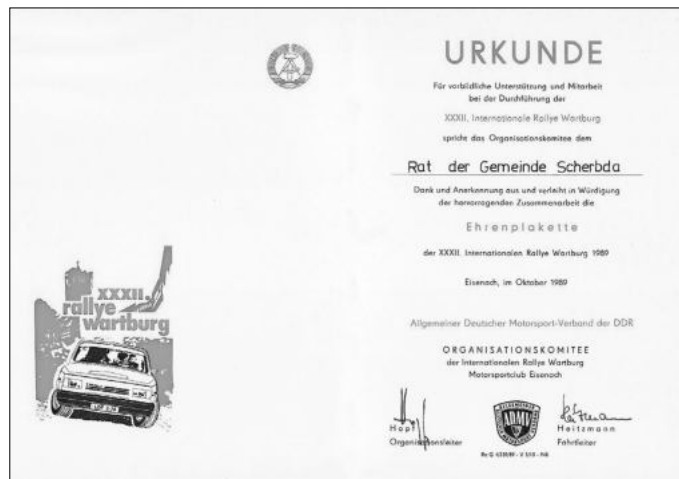 XXXII.
rallye
wartburg
URKUNDE
Für vorbildliche Unterstützung und Mitarbeit
bei der Durchführung der
XXXII. Internationale Rallye Wartburg
spricht das Organisationskomitee dem
Rat der Gemeinde Scherbda
Dank und Anerkennung aus und verleiht in Würdigung
der hervorragenden Zusammenarbeit die
Ehrenplakette
der XXXII. Internationalen Rallye Wartburg 1989
Eisenach, im Oktober 1989
Allgemeiner Deutscher Motorsport-Verband der DDR
ORGANISATIONSKOMITEE
der Internationalen Rallye Wartburg
Motorsportclub Eisenach
Hopf
Organisationsleiter
ADMV
Heitzmann
Fahrtleiter